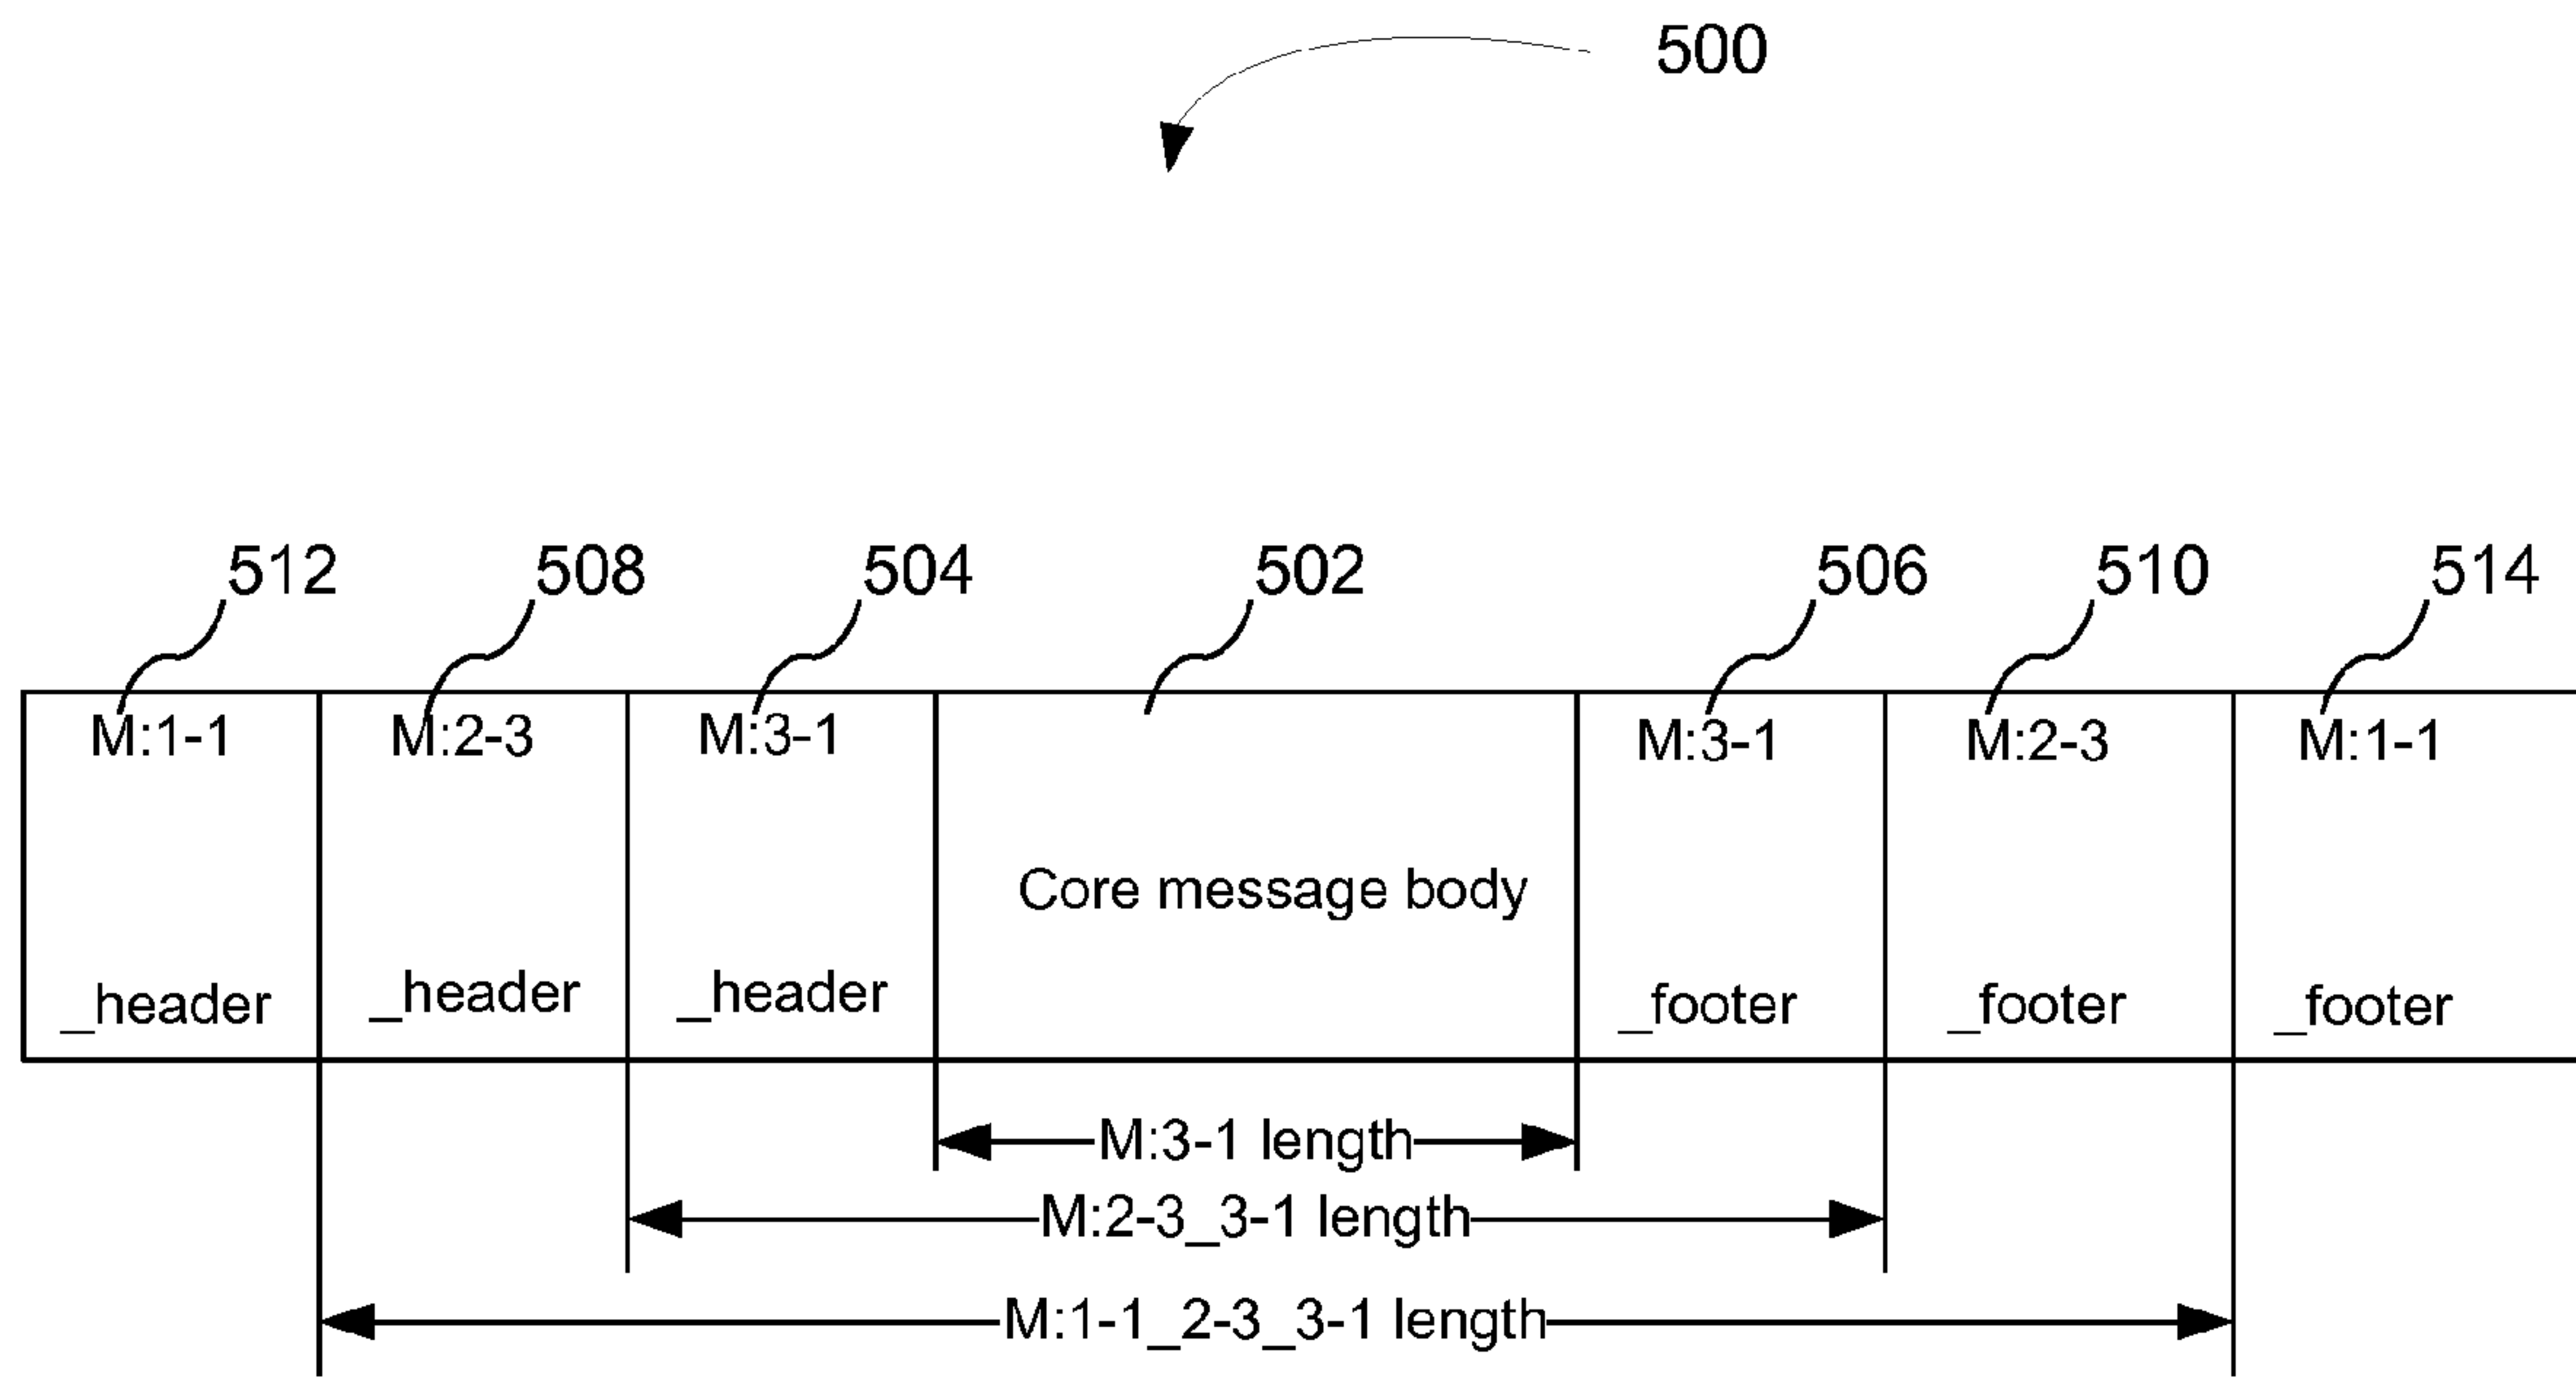 500
512
508
504
502
506
510
514
M:1-1
M:2-3
M:3-1
M:3-1
M:2-3
M:1-1
Core message body
_header
_header
_header
_footer
_footer
_footer
M:3-1 length
M:2-3_3-1 length
M:1-1_2-3_3-1 length